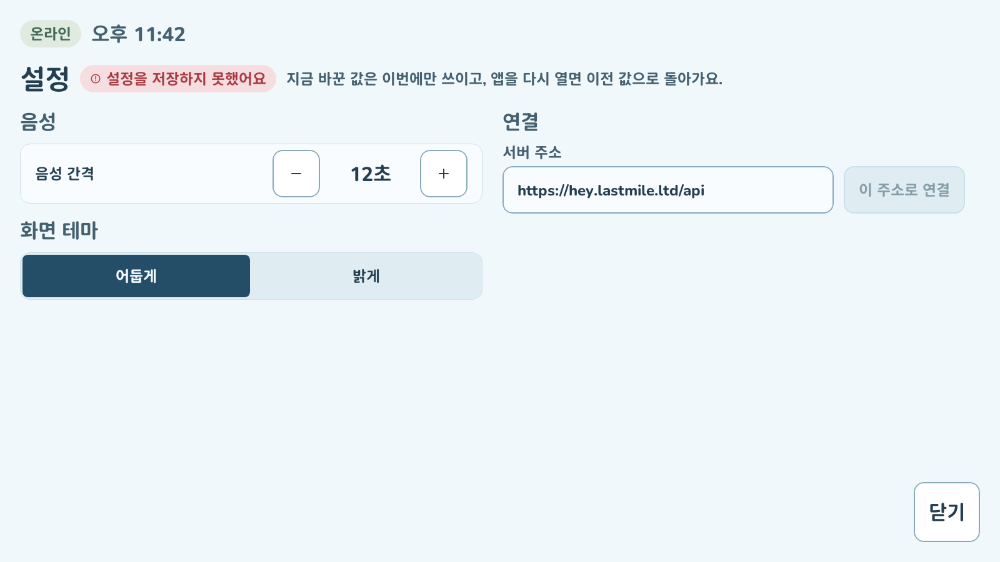 온라인 오후 11:42
설정 설정을 저장하지 못했어요 지금 바꾼 값은 이번에만 쓰이고, 앱을 다시 열면 이전 값으로 돌아가요.
음성
음성 간격 − 12초 +
화면 테마
어둡게 밝게
연결
서버 주소
https://hey.lastmile.ltd/api 이 주소로 연결
닫기